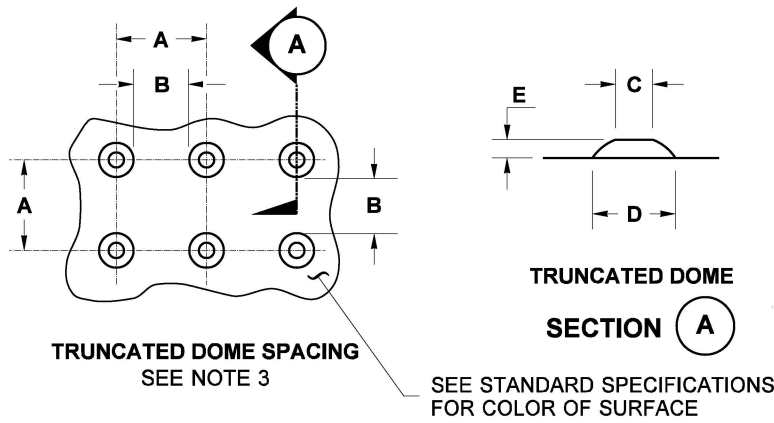 A
B
A
B
A
TRUNCATED DOME SPACING
SEE NOTE 3
E
C
D
TRUNCATED DOME
SECTION A
SEE STANDARD SPECIFICATIONS
FOR COLOR OF SURFACE